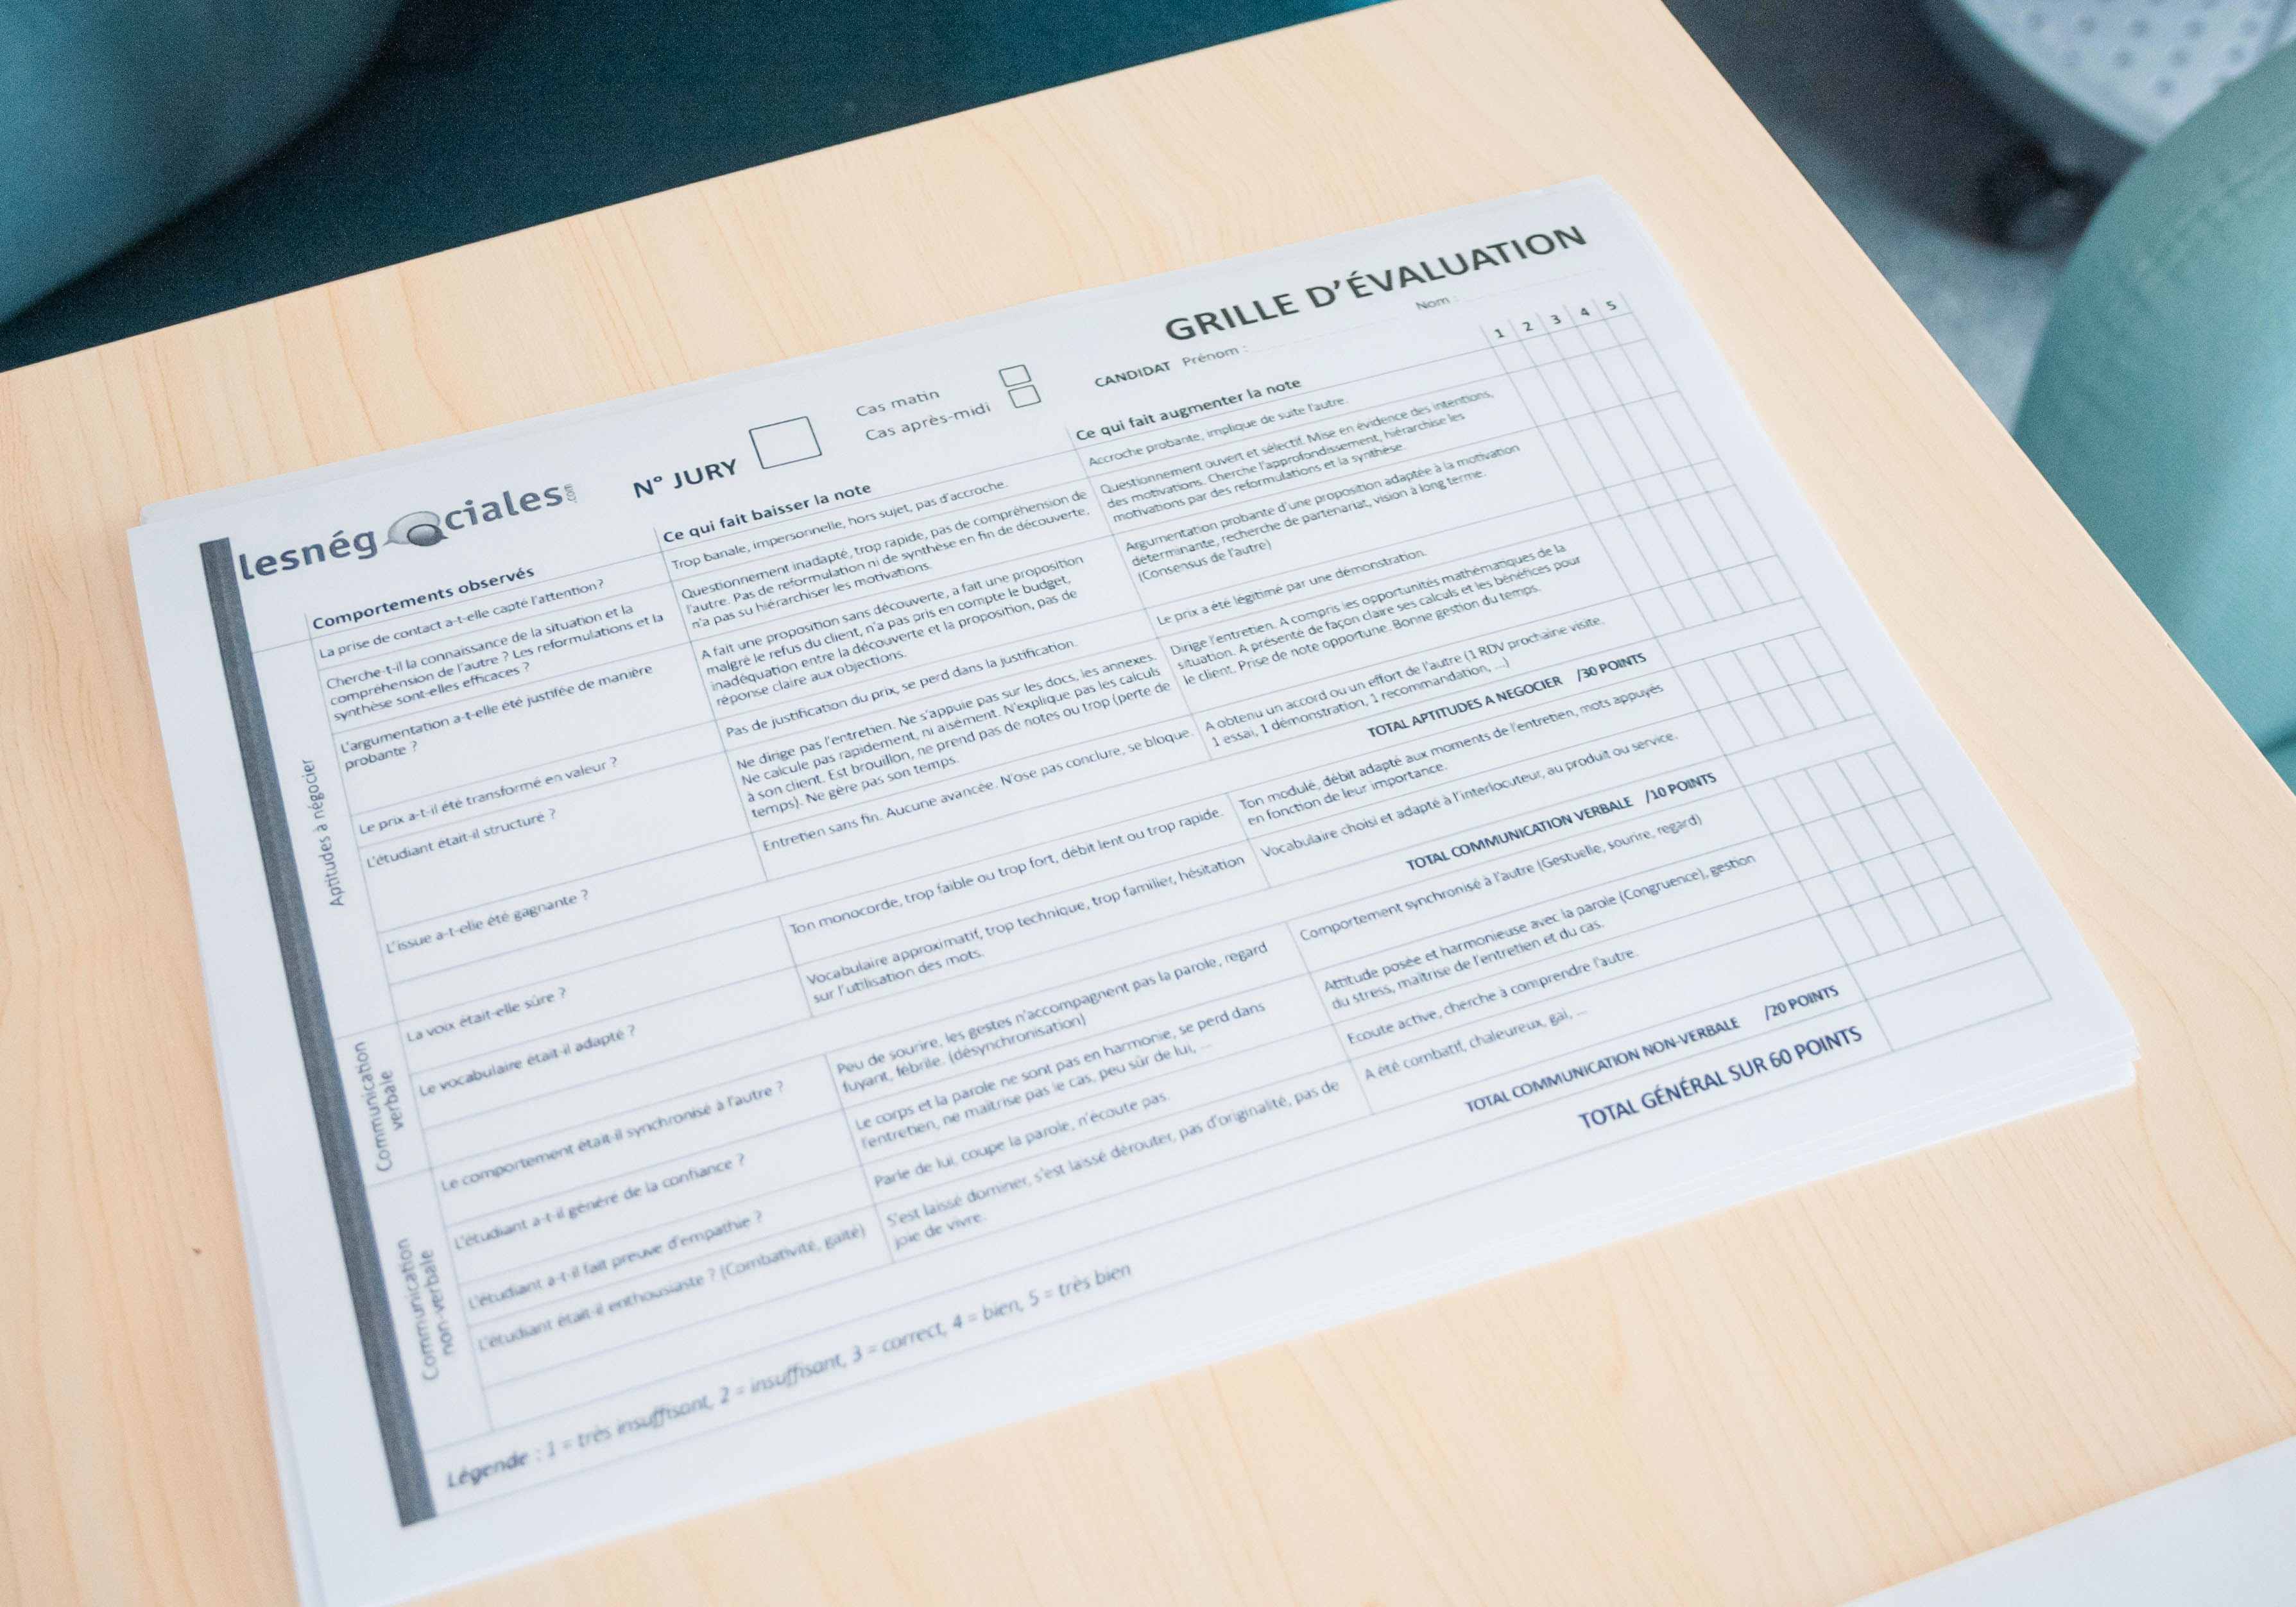 GRILLE D'ÉVALUATION
lesnégociales.com
N° JURY
Cas matin
Cas après-midi
CANDIDAT Prénom : Nom :
Comportements observés
Ce qui fait baisser la note
Ce qui fait augmenter la note
1 2 3 4 5
Aptitudes à négocier
La prise de contact a-t-elle capté l'attention?
Trop banale, impersonnelle, hors sujet, pas d'accroche.
Accroche probante, implique de suite l'autre.
Cherche-t-il la connaissance de la situation et la
compréhension de l'autre ? Les reformulations et la
synthèse sont-elles efficaces ?
Questionnement inadapté, trop rapide, pas de compréhension de
l'autre. Pas de reformulation ni de synthèse en fin de découverte,
n'a pas su hiérarchiser les motivations.
Questionnement ouvert et sélectif. Mise en évidence des intentions,
des motivations. Cherche l'approfondissement, hiérarchise les
motivations par des reformulations et la synthèse.
L'argumentation a-t-elle été justifée de manière
probante ?
A fait une proposition sans découverte, a fait une proposition
malgré le refus du client, n'a pas pris en compte le budget,
inadéquation entre la découverte et la proposition, pas de
réponse claire aux objections.
Argumentation probante d'une proposition adaptée à la motivation
déterminante, recherche de partenariat, vision à long terme.
(Consensus de l'autre)
Le prix a-t-il été transformé en valeur ?
Pas de justification du prix, se perd dans la justification.
Le prix a été légitimé par une démonstration.
L'étudiant était-il structuré ?
Ne dirige pas l'entretien. Ne s'appuie pas sur les docs, les annexes.
Ne calcule pas rapidement, ni aisément. N'explique pas les calculs
à son client. Est brouillon, ne prend pas de notes ou trop (perte de
temps). Ne gère pas son temps.
Dirige l'entretien. A compris les opportunités mathématiques de la
situation. A présenté de façon claire ses calculs et les bénéfices pour
le client. Prise de note opportune. Bonne gestion du temps.
L'issue a-t-elle été gagnante ?
Entretien sans fin. Aucune avancée. N'ose pas conclure, se bloque.
A obtenu un accord ou un effort de l'autre (1 RDV prochaine visite,
1 essai, 1 démonstration, 1 recommandation, ...)
TOTAL APTITUDES A NEGOCIER /30 POINTS
Communication
verbale
La voix était-elle sûre ?
Ton monocorde, trop faible ou trop fort, débit lent ou trop rapide.
Ton modulé, débit adapté aux moments de l'entretien, mots appuyés
en fonction de leur importance.
Le vocabulaire était-il adapté ?
Vocabulaire approximatif, trop technique, trop familier, hésitation
sur l'utilisation des mots.
Vocabulaire choisi et adapté à l'interlocuteur, au produit ou service.
TOTAL COMMUNICATION VERBALE /10 POINTS
Communication
non-verbale
Le comportement était-il synchronisé à l'autre ?
Peu de sourire, les gestes n'accompagnent pas la parole, regard
fuyant, fébrile. (désynchronisation)
Comportement synchronisé à l'autre (Gestuelle, sourire, regard)
L'étudiant a-t-il généré de la confiance ?
Le corps et la parole ne sont pas en harmonie, se perd dans
l'entretien, ne maîtrise pas le cas, peu sûr de lui, ...
Attitude posée et harmonieuse avec la parole (Congruence), gestion
du stress, maîtrise de l'entretien et du cas.
L'étudiant a-t-il fait preuve d'empathie ?
Parle de lui, coupe la parole, n'écoute pas.
Ecoute active, cherche à comprendre l'autre.
L'étudiant était-il enthousiaste ? (Combativité, gaité)
S'est laissé dominer, s'est laissé dérouter, pas d'originalité, pas de
joie de vivre.
A été combatif, chaleureux, gai, ...
TOTAL COMMUNICATION NON-VERBALE /20 POINTS
TOTAL GÉNÉRAL SUR 60 POINTS
Légende : 1 = très insuffisant, 2 = insuffisant, 3 = correct, 4 = bien, 5 = très bien